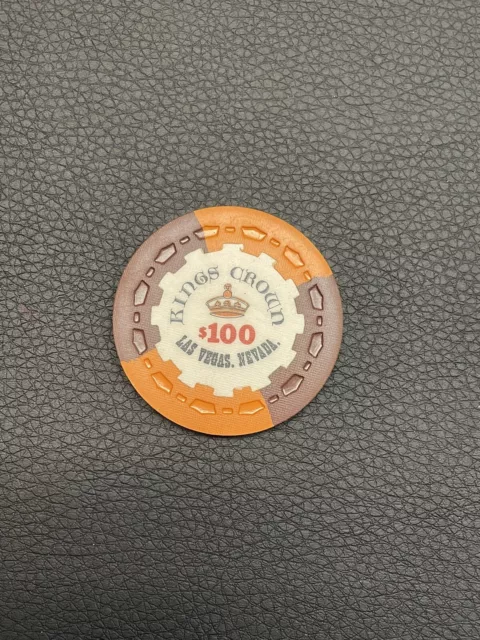 KINGS CROWN
$100
LAS VEGAS, NEVADA.